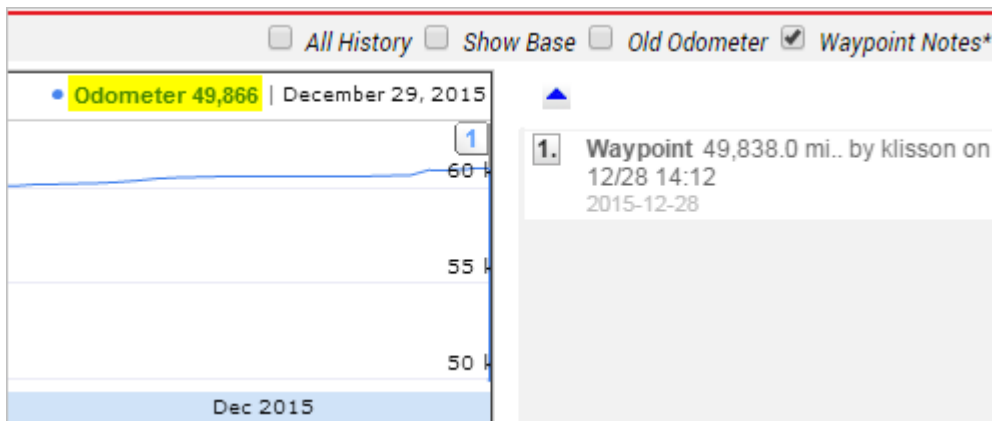 All History Show Base Old Odometer Waypoint Notes*
Odometer 49,866 | December 29, 2015
1
60 k
55 k
50 k
Dec 2015
1. Waypoint 49,838.0 mi.. by klisson on
12/28 14:12
2015-12-28